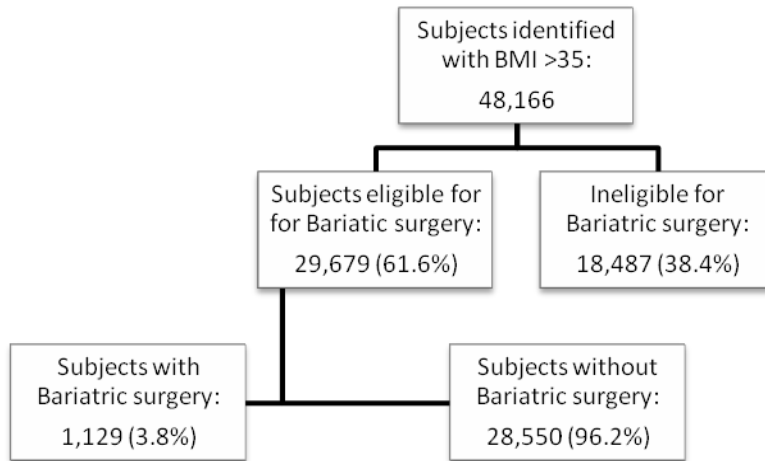 Subjects identified
with BMI >35:
48,166
Subjects eligible for
for Bariatic surgery:
29,679 (61.6%)
Ineligible for
Bariatric surgery:
18,487 (38.4%)
Subjects with
Bariatric surgery:
1,129 (3.8%)
Subjects without
Bariatric surgery:
28,550 (96.2%)